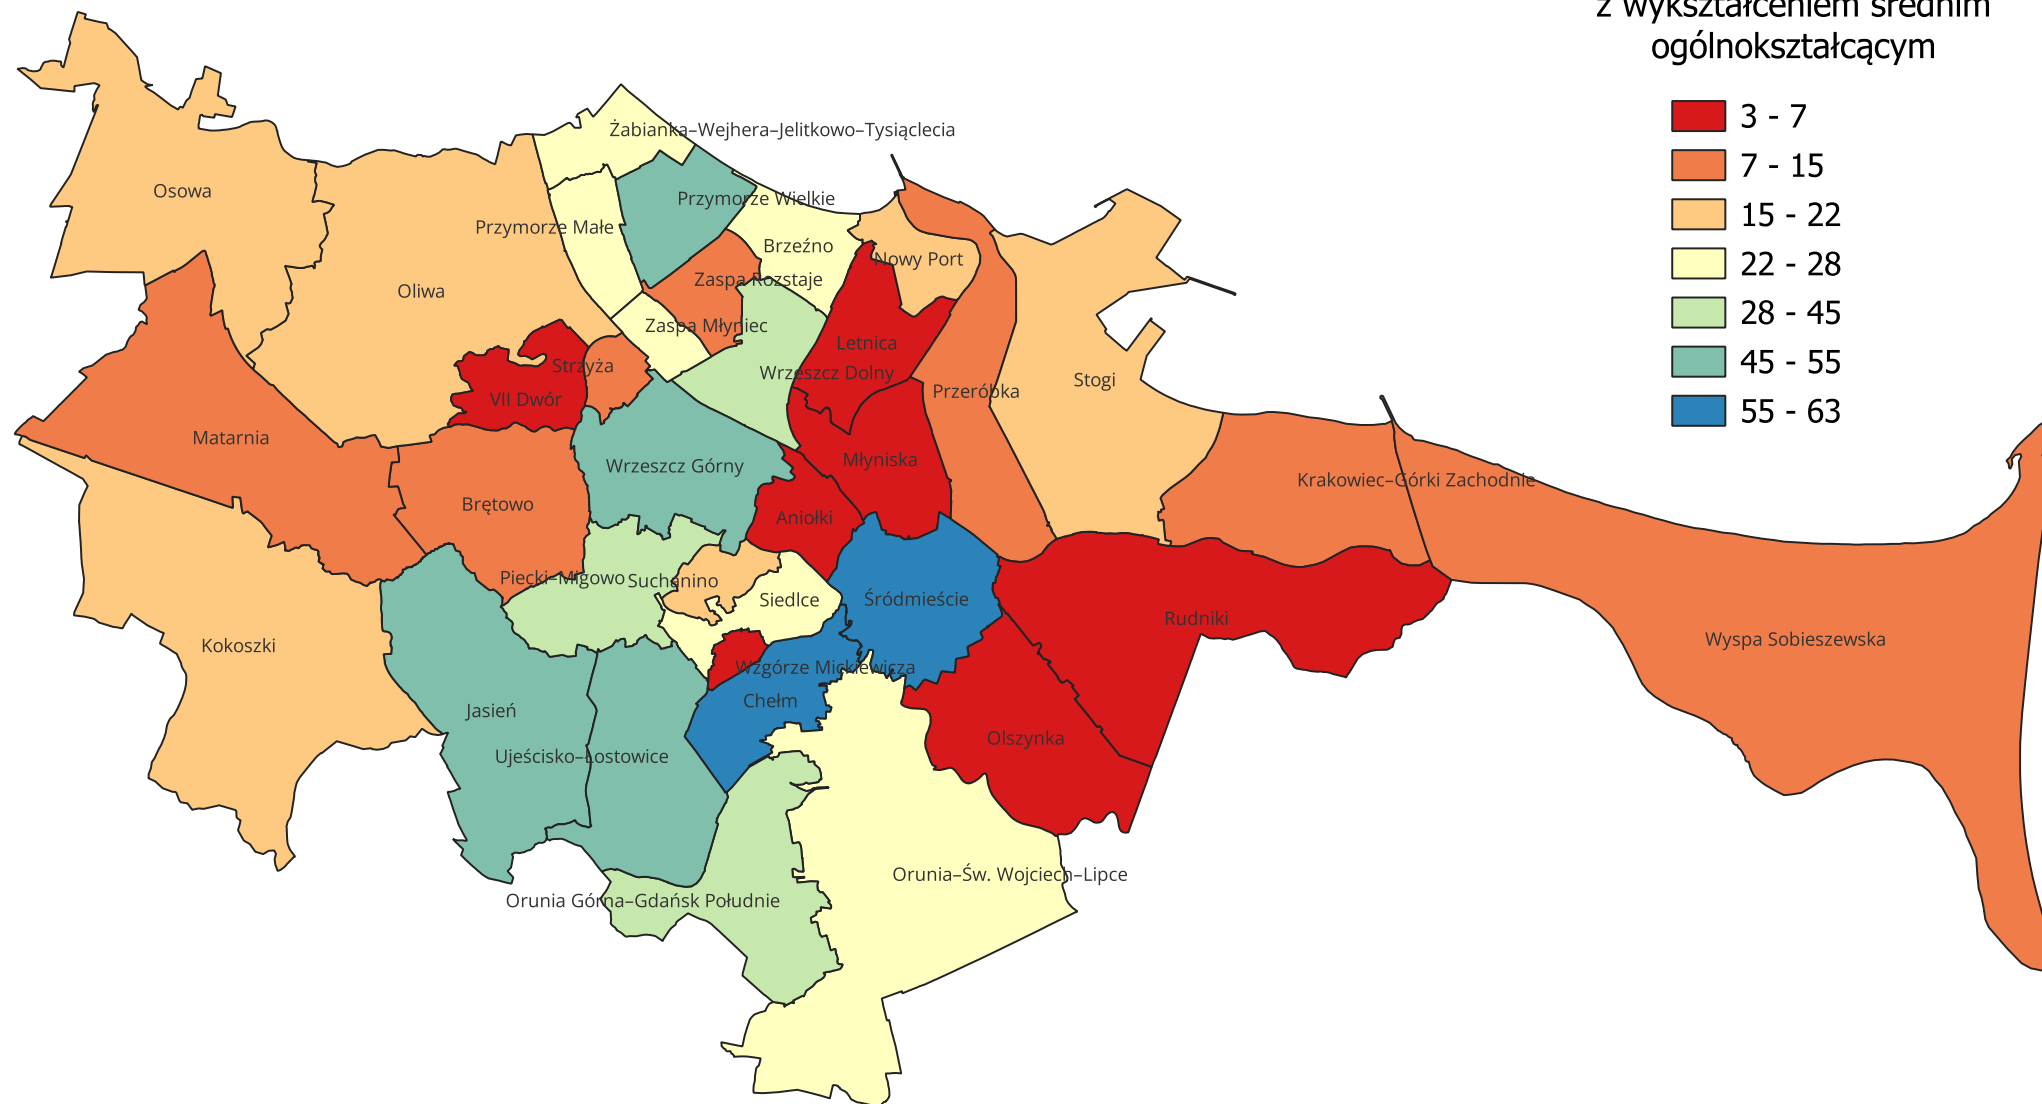 z wykształceniem średnim
ogólnokształcącym
3 - 7
7 - 15
15 - 22
22 - 28
28 - 45
45 - 55
55 - 63
Żabianka–Wejhera–Jelitkowo–Tysiąclecia
Osowa
Przymorze Wielkie
Przymorze Małe
Brzeźno
Nowy Port
Zaspa Rozstaje
Oliwa
Zaspa Młyniec
Letnica
Strzyża
Wrzeszcz Dolny
Stogi
Przeróbka
VII Dwór
Matarnia
Młyniska
Wrzeszcz Górny
Krakowiec–Górki Zachodnie
Brętowo
Aniołki
Piecki–Migowo
Suchanino
Siedlce
Śródmieście
Rudniki
Wyspa Sobieszewska
Kokoszki
Wzgórze Mickiewicza
Chełm
Jasień
Olszynka
Ujeścisko–Łostowice
Orunia–Św. Wojciech–Lipce
Orunia Górna–Gdańsk Południe